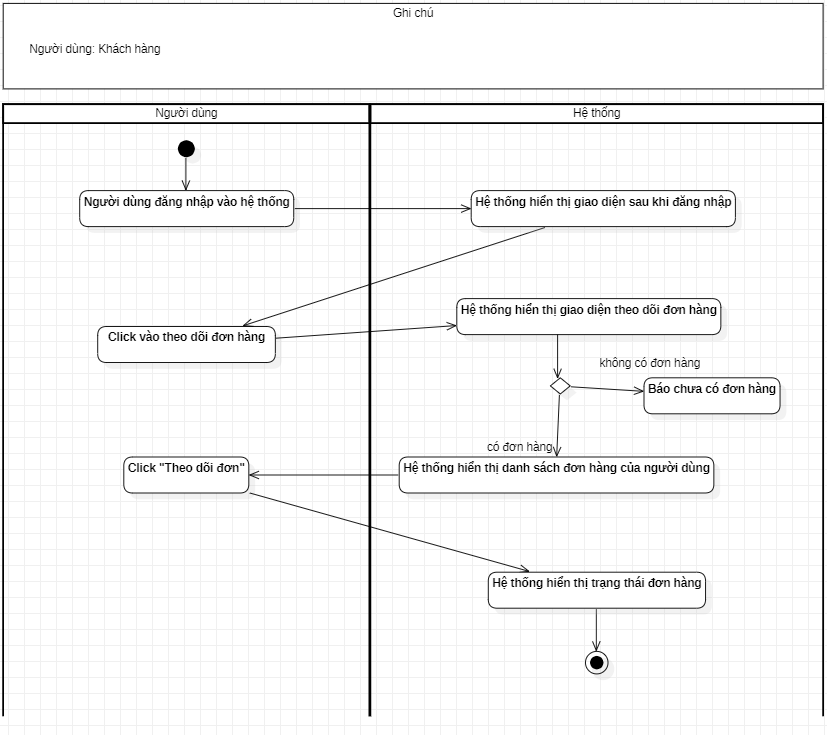 Ghi chú
Người dùng: Khách hàng
Người dùng
Hệ thống
Người dùng đăng nhập vào hệ thống
Hệ thống hiển thị giao diện sau khi đăng nhập
Hệ thống hiển thị giao diện theo dõi đơn hàng
Click vào theo dõi đơn hàng
không có đơn hàng
Báo chưa có đơn hàng
có đơn hàng
Click "Theo dõi đơn"
Hệ thống hiển thị danh sách đơn hàng của người dùng
Hệ thống hiển thị trạng thái đơn hàng